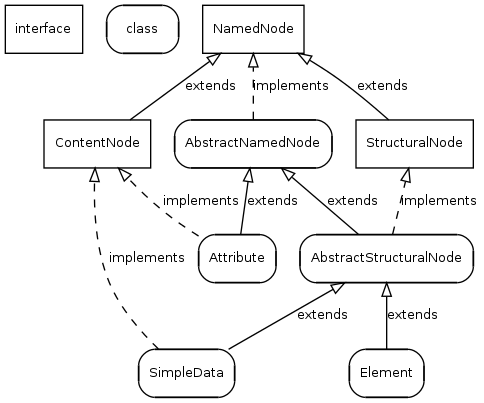 interface
class
NamedNode
extends
implements
extends
ContentNode
AbstractNamedNode
StructuralNode
implements
extends
extends
implements
Attribute
AbstractStructuralNode
implements
extends
extends
SimpleData
Element